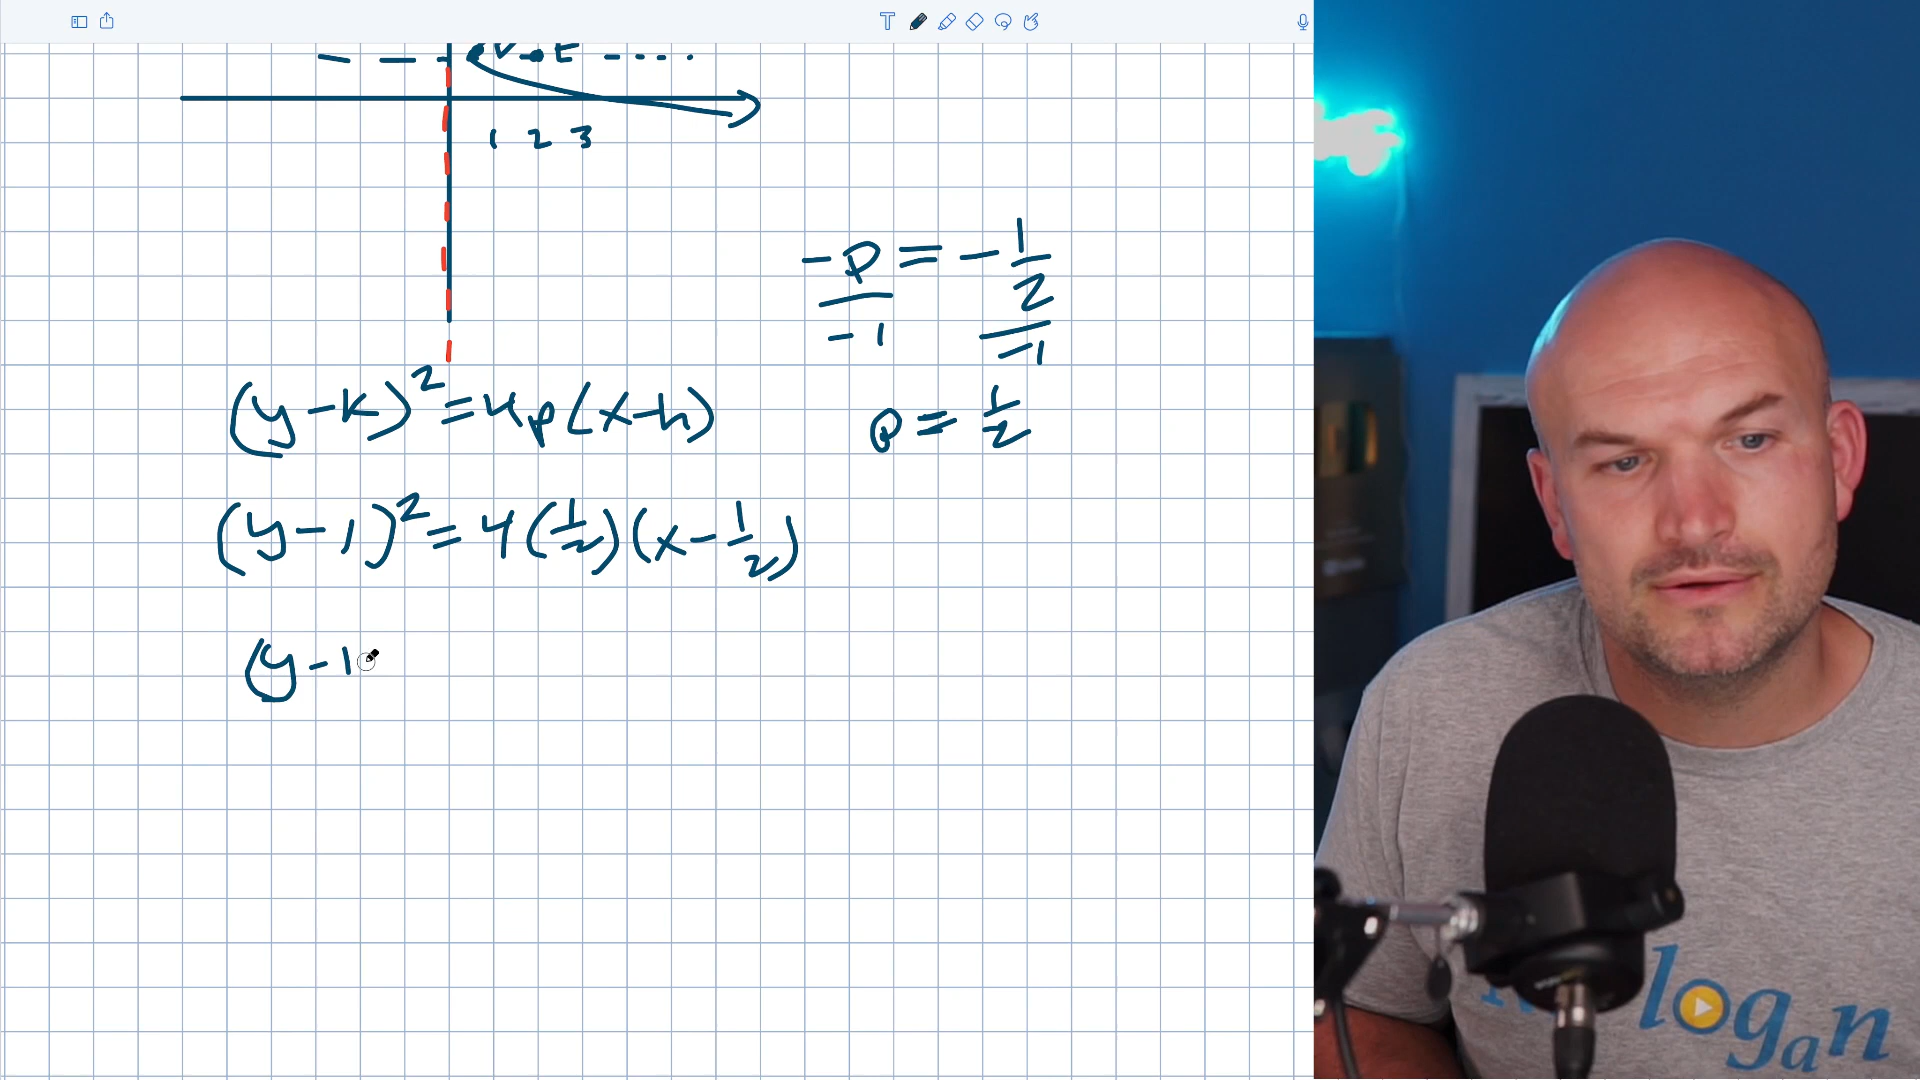 V F
1 2 3
-p = -1/2
-1 -1
(y-k)² = 4p(x-h)
p = 1/2
(y-1)² = 4(1/2)(x-1/2)
(y-1
logan